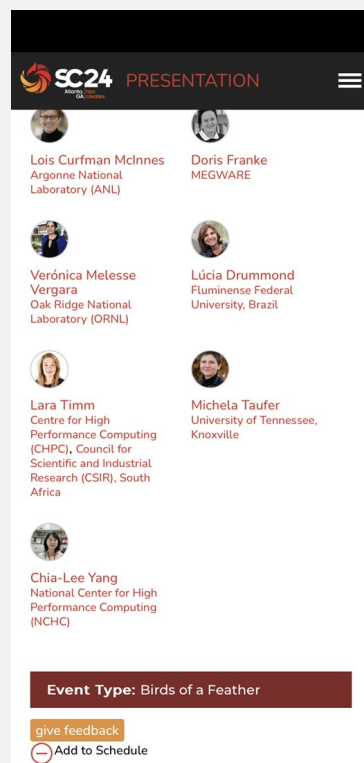 SC24 PRESENTATION
Atlanta, hpc
GA creates.
Lois Curfman McInnes
Argonne National
Laboratory (ANL)
Doris Franke
MEGWARE
Verónica Melesse
Vergara
Oak Ridge National
Laboratory (ORNL)
Lúcia Drummond
Fluminense Federal
University, Brazil
Lara Timm
Centre for High
Performance Computing
(CHPC), Council for
Scientific and Industrial
Research (CSIR), South
Africa
Michela Taufer
University of Tennessee,
Knoxville
Chia-Lee Yang
National Center for High
Performance Computing
(NCHC)
Event Type: Birds of a Feather
give feedback
Add to Schedule